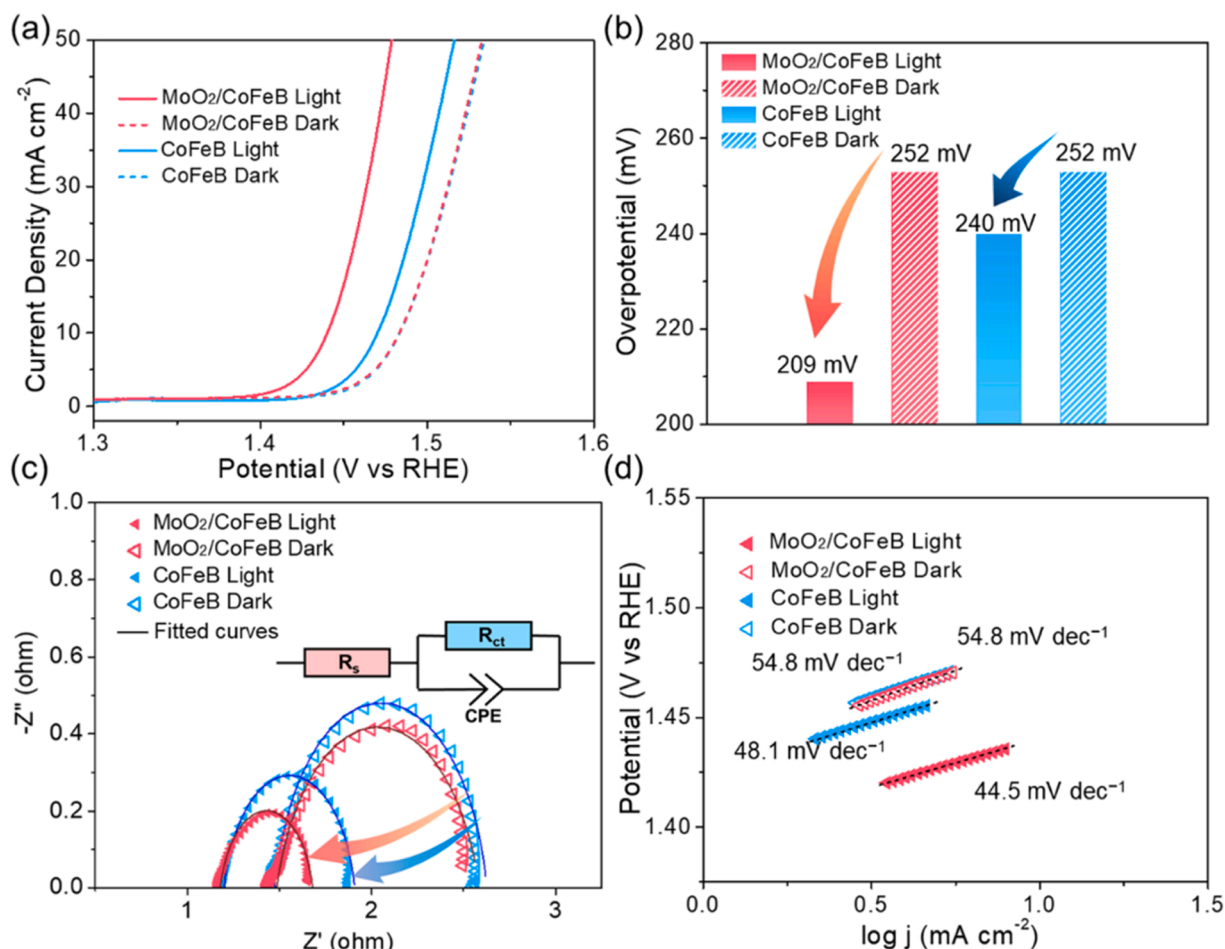 (a)
50
40
30
20
10
0
Current Density (mA cm⁻²)
MoO₂/CoFeB Light
MoO₂/CoFeB Dark
CoFeB Light
CoFeB Dark
1.3 1.4 1.5 1.6
Potential (V vs RHE)
(b)
280
260
240
220
200
Overpotential (mV)
MoO₂/CoFeB Light
MoO₂/CoFeB Dark
CoFeB Light
CoFeB Dark
252 mV
252 mV
240 mV
209 mV
(c)
1.0
0.8
0.6
0.4
0.2
0.0
-Z" (ohm)
MoO₂/CoFeB Light
MoO₂/CoFeB Dark
CoFeB Light
CoFeB Dark
Fitted curves
Rct
Rs
CPE
1 2 3
Z' (ohm)
(d)
1.55
1.50
1.45
1.40
Potential (V vs RHE)
MoO₂/CoFeB Light
MoO₂/CoFeB Dark
CoFeB Light
CoFeB Dark
54.8 mV dec⁻¹
54.8 mV dec⁻¹
48.1 mV dec⁻¹
44.5 mV dec⁻¹
0.0 0.5 1.0 1.5
log j (mA cm⁻²)